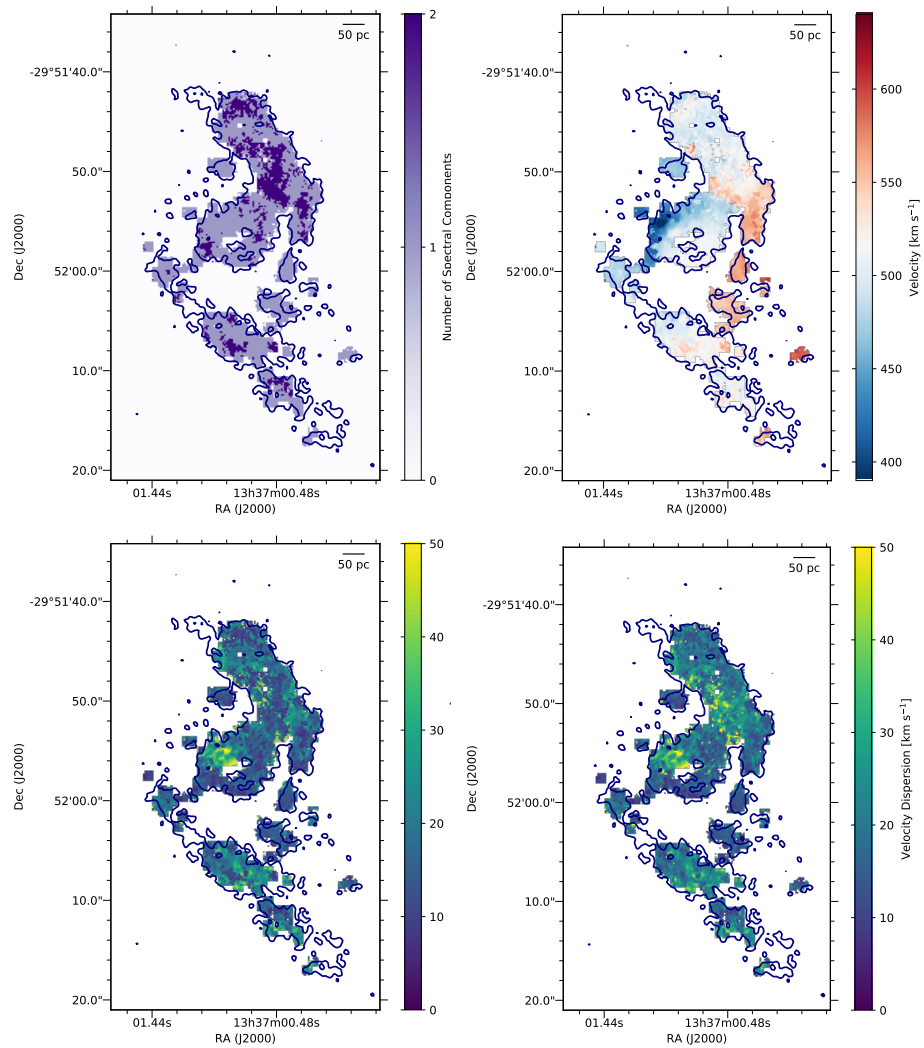 50 pc
-29°51'40.0"
50.0"
52'00.0"
10.0"
20.0"
Dec (J2000)
01.44s
13h37m00.48s
RA (J2000)
2
1
0
Number of Spectral Components
50 pc
-29°51'40.0"
50.0"
52'00.0"
10.0"
20.0"
Dec (J2000)
01.44s
13h37m00.48s
RA (J2000)
600
550
500
450
400
Velocity [km s⁻¹]
50 pc
-29°51'40.0"
50.0"
52'00.0"
10.0"
20.0"
Dec (J2000)
01.44s
13h37m00.48s
RA (J2000)
50
40
30
20
10
0
50 pc
-29°51'40.0"
50.0"
52'00.0"
10.0"
20.0"
Dec (J2000)
01.44s
13h37m00.48s
RA (J2000)
50
40
30
20
10
0
Velocity Dispersion [km s⁻¹]